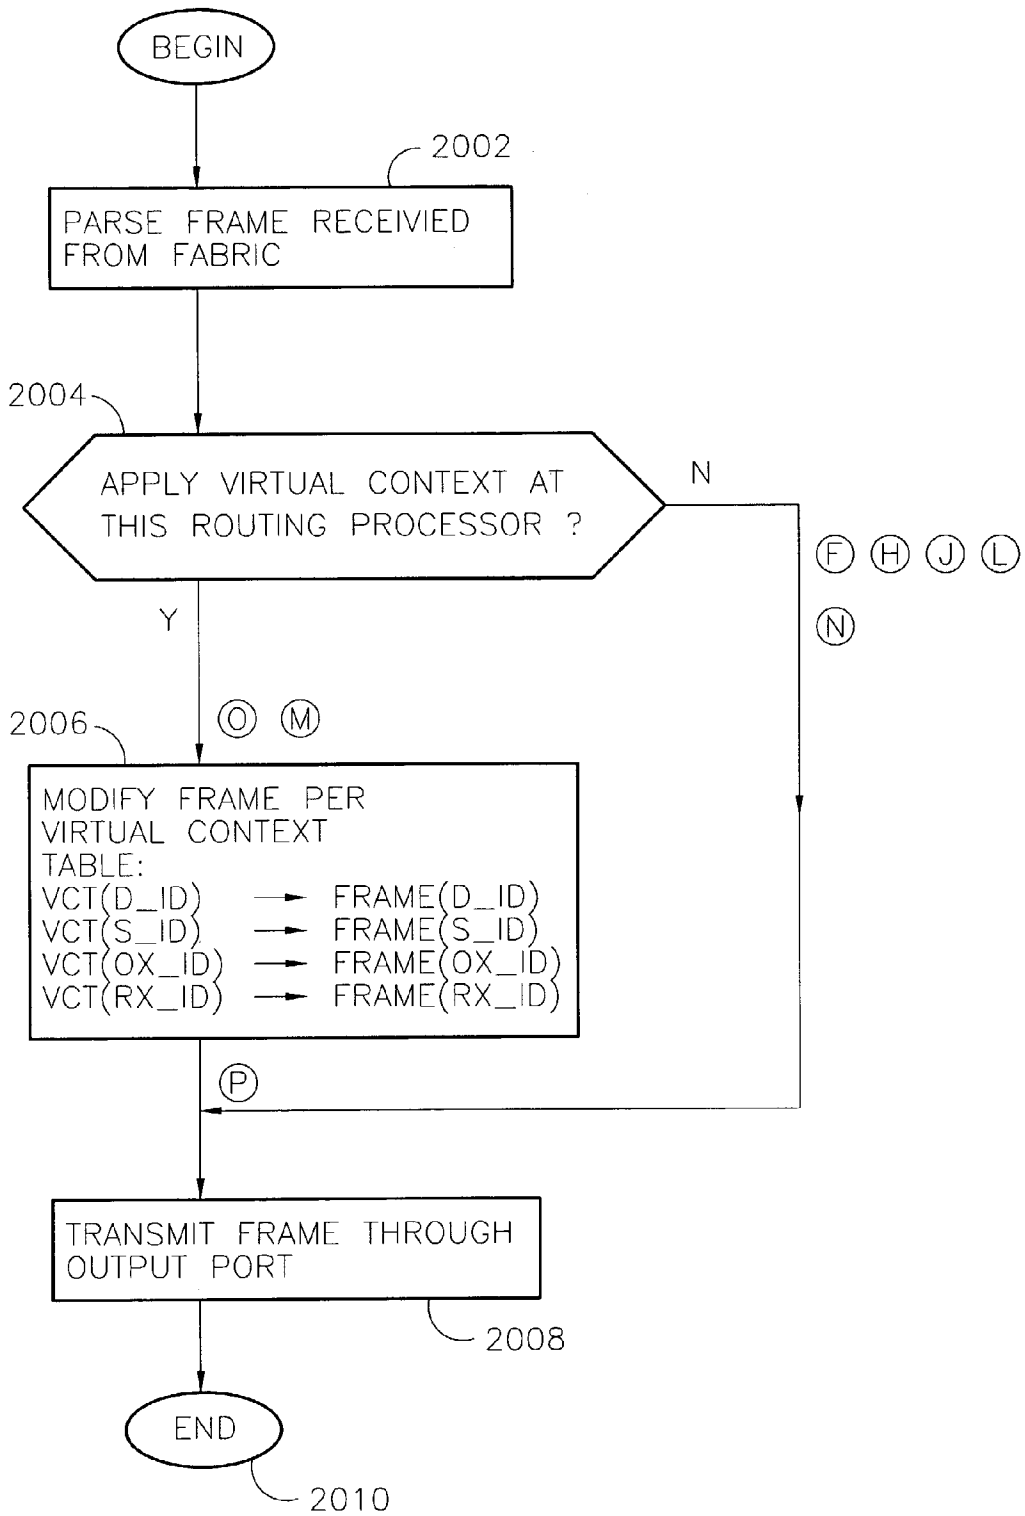 BEGIN
2002
PARSE FRAME RECEIVIED
FROM FABRIC
2004
APPLY VIRTUAL CONTEXT AT
THIS ROUTING PROCESSOR ?
N
F H J L
N
Y
O M
2006
MODIFY FRAME PER
VIRTUAL CONTEXT
TABLE:
VCT(D_ID) → FRAME(D_ID)
VCT(S_ID) → FRAME(S_ID)
VCT(OX_ID) → FRAME(OX_ID)
VCT(RX_ID) → FRAME(RX_ID)
P
TRANSMIT FRAME THROUGH
OUTPUT PORT
2008
END
2010